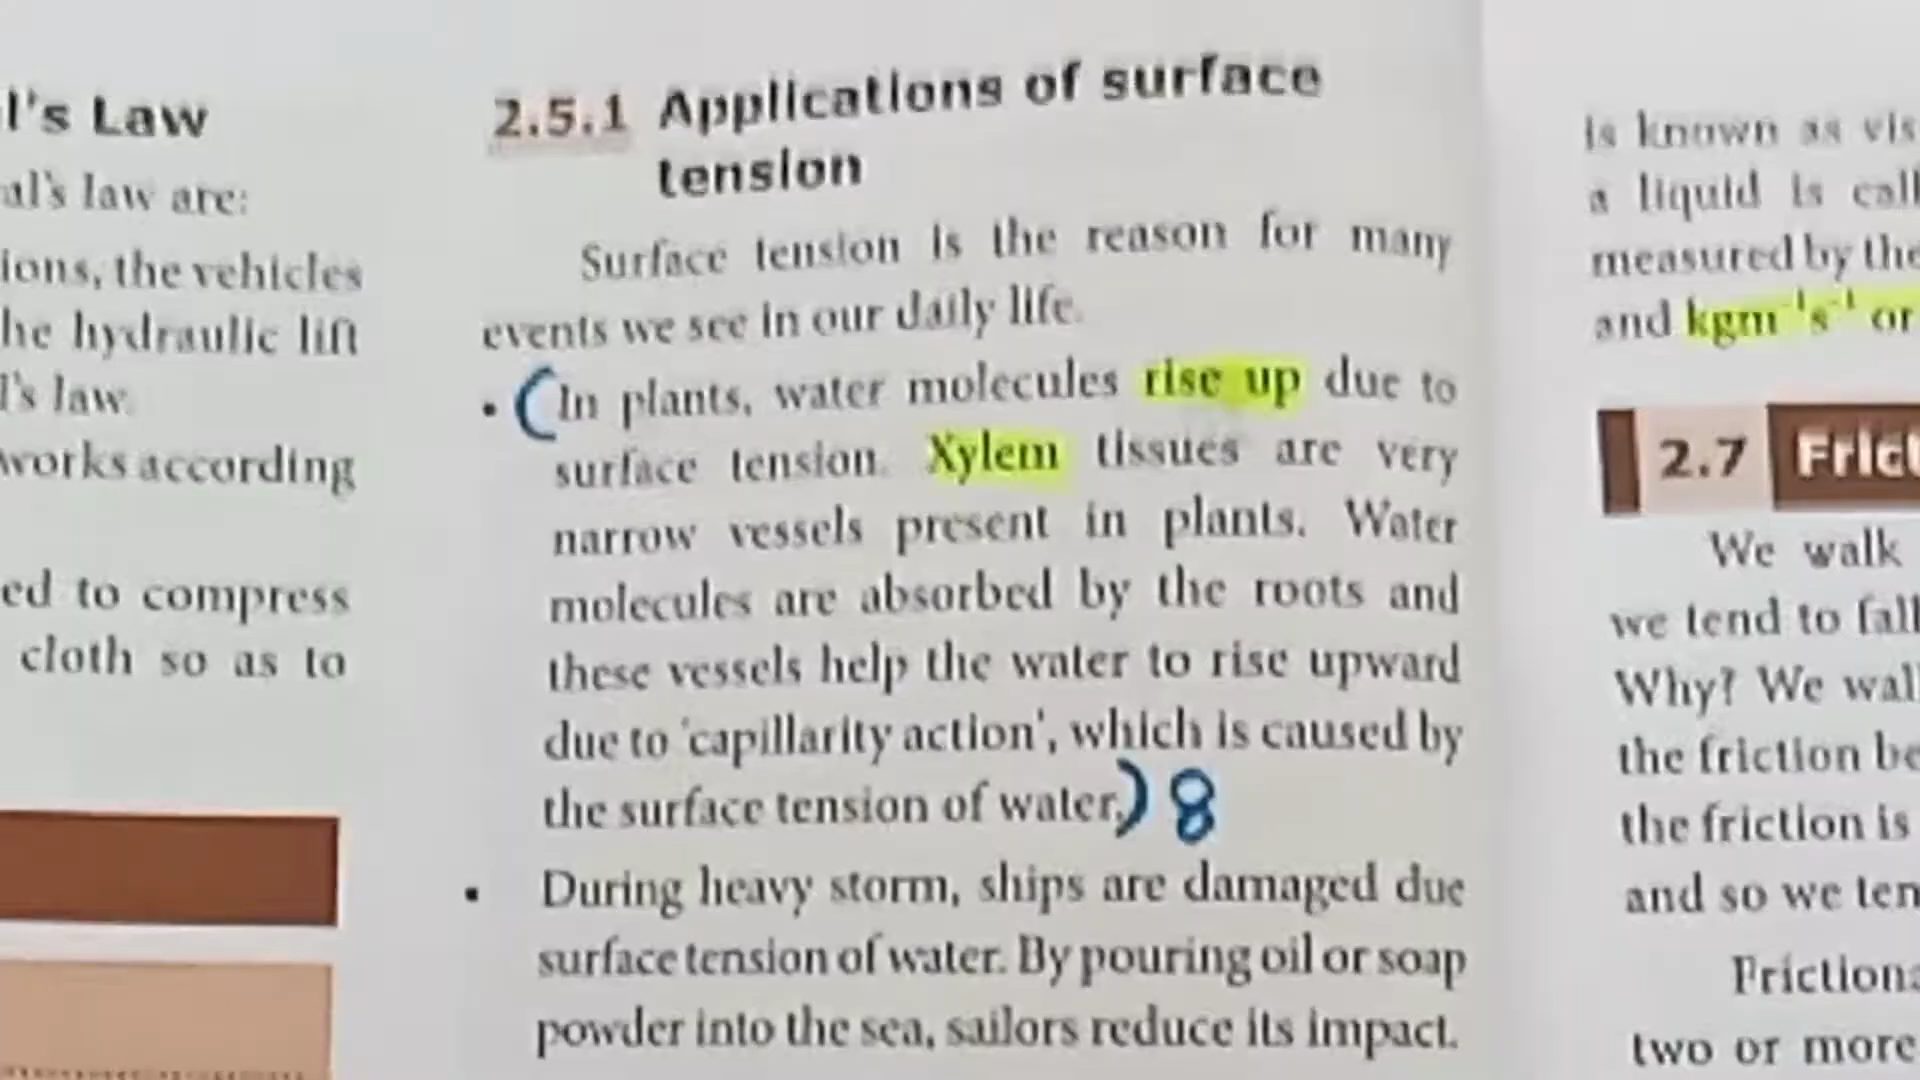 l's Law
al's law are:
ions, the vehicles
he hydraulic lift
l's law.
works according
ed to compress
cloth so as to
2.5.1 Applications of surface
tension
Surface tension is the reason for many
events we see in our daily life.
• (In plants, water molecules rise up due to
surface tension. Xylem tissues are very
narrow vessels present in plants. Water
molecules are absorbed by the roots and
these vessels help the water to rise upward
due to 'capillarity action', which is caused by
the surface tension of water.) 8
• During heavy storm, ships are damaged due
surface tension of water. By pouring oil or soap
powder into the sea, sailors reduce its impact.
is known as vis
a liquid is call
measured by the
and kgm⁻¹s⁻¹ or
2.7 Frict
We walk
we tend to fall
Why? We wal
the friction be
the friction is
and so we ten
Friction
two or more